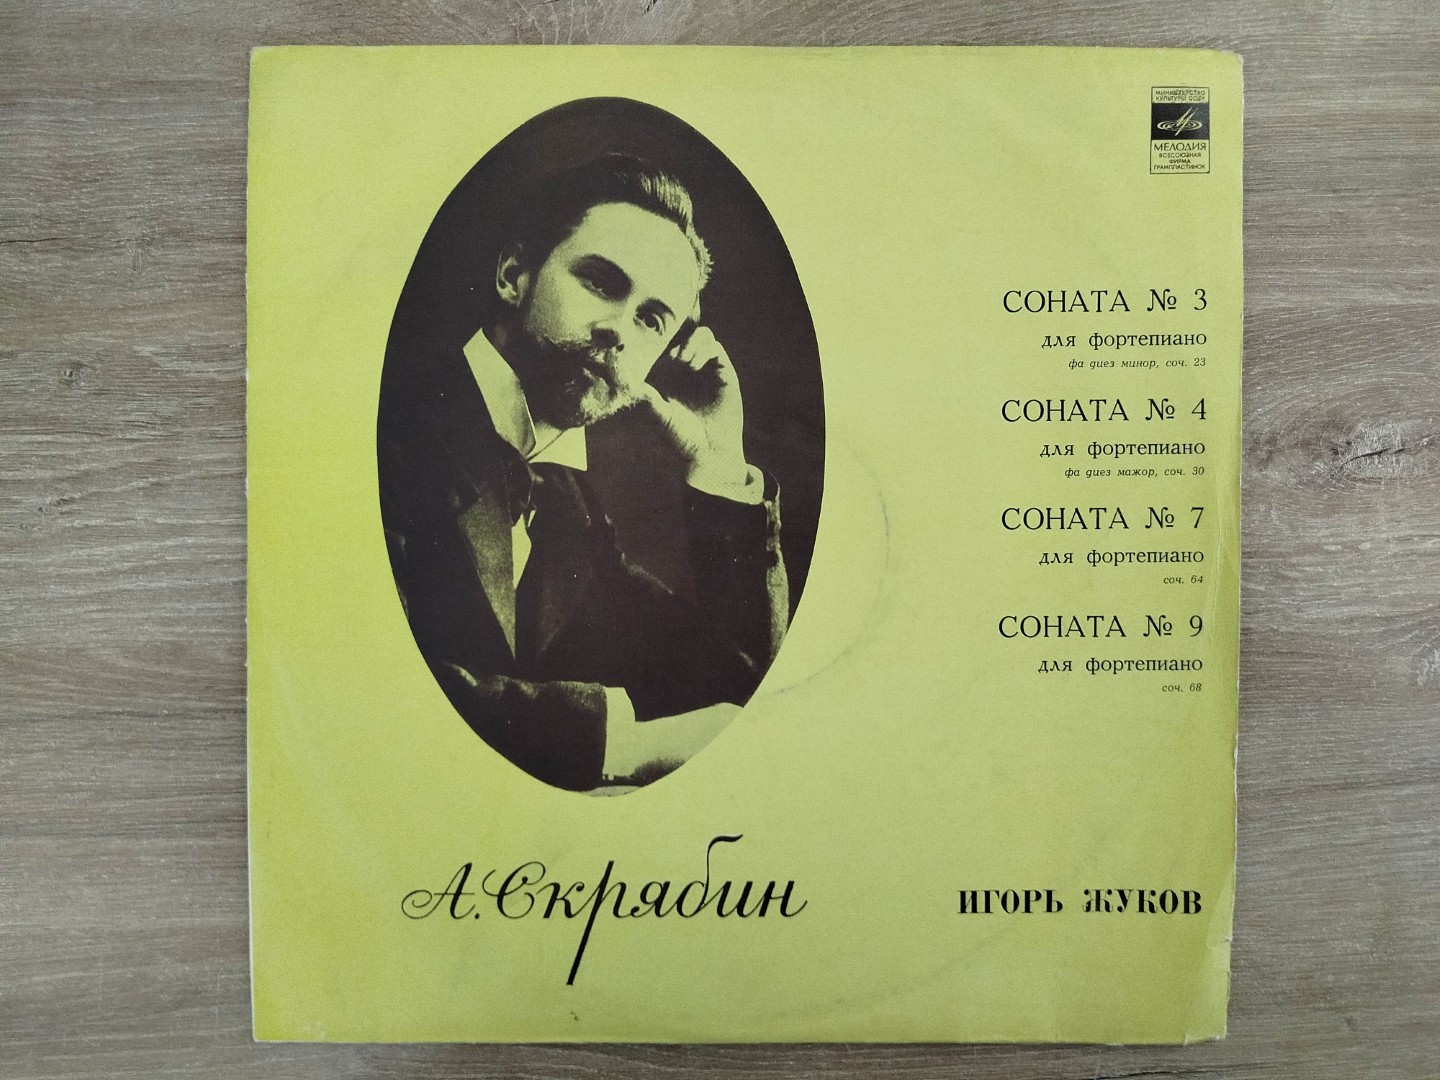 МИНИСТЕРСТВО
КУЛЬТУРЫ СССР
МЕЛОДИЯ
ВСЕСОЮЗНАЯ
ФИРМА
ГРАМПЛАСТИНОК
СОНАТА № 3
для фортепиано
фа диез минор, соч. 23
СОНАТА № 4
для фортепиано
фа диез мажор, соч. 30
СОНАТА № 7
для фортепиано
соч. 64
СОНАТА № 9
для фортепиано
соч. 68
А. Скрябин
ИГОРЬ ЖУКОВ